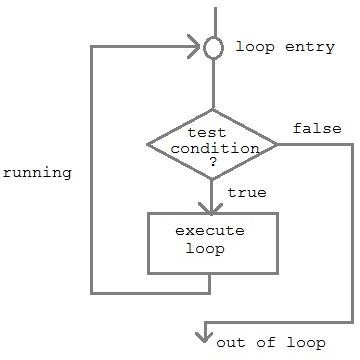 loop entry
test
condition
?
false
running
true
execute
loop
out of loop